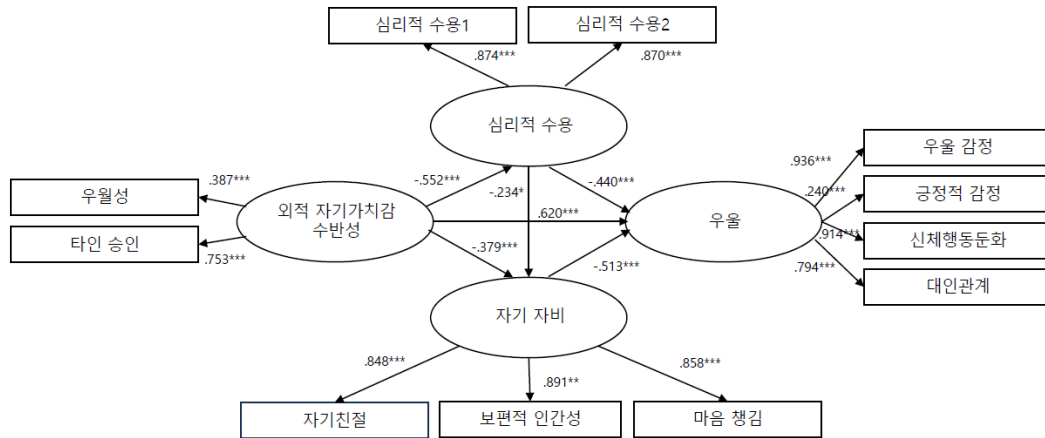 심리적 수용1
심리적 수용2
.874***
.870***
심리적 수용
우울 감정
.936***
.387***
-.552***
-.234*
-.440***
.240***
우월성
긍정적 감정
외적 자기가치감
수반성
.620***
우울
타인 승인
.914***
신체행동둔화
.753***
-.379***
-.513***
.794***
대인관계
자기 자비
.848***
.891**
.858***
자기친절
보편적 인간성
마음 챙김